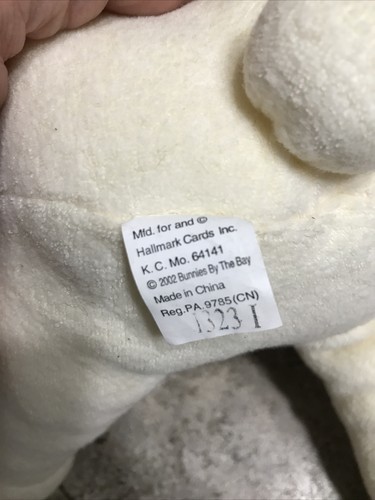 Mfd. for and ©
Hallmark Cards Inc.
K. C. Mo. 64141
© 2002 Bunnies By The Bay
Made in China
Reg.PA.9785(CN)
1323 I